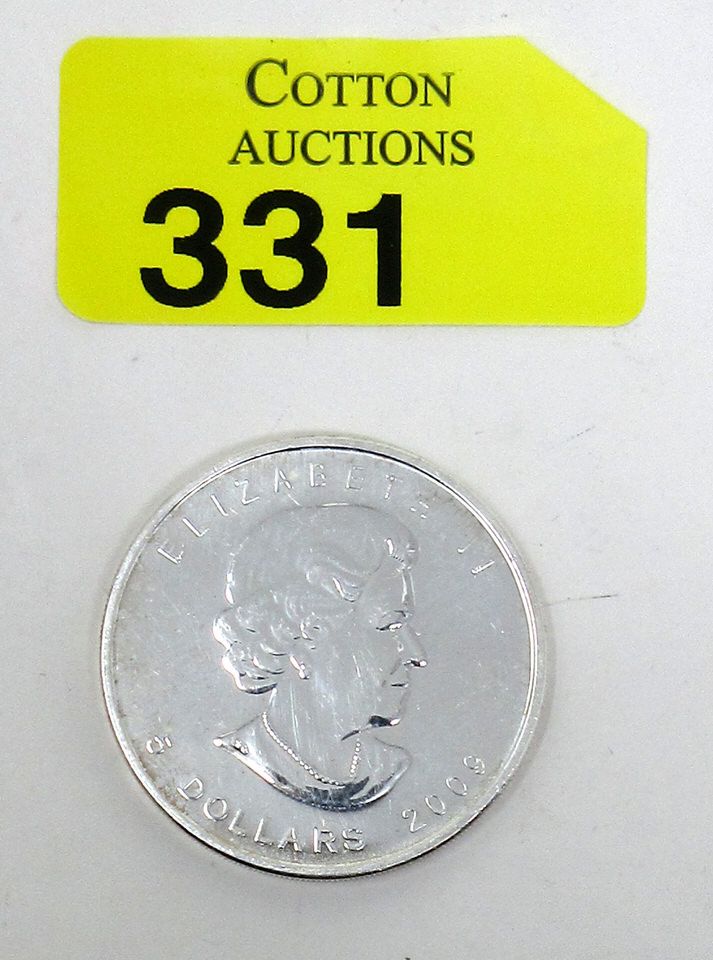 COTTON
AUCTIONS
331
ELIZABETH II
5 DOLLARS 2009